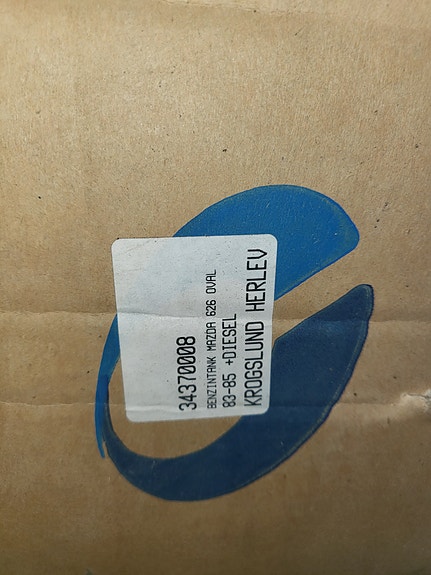 34370008
BENZINTANK MAZDA 626 OVAL
83-85 +DIESEL
KROGSLUND HERLEV